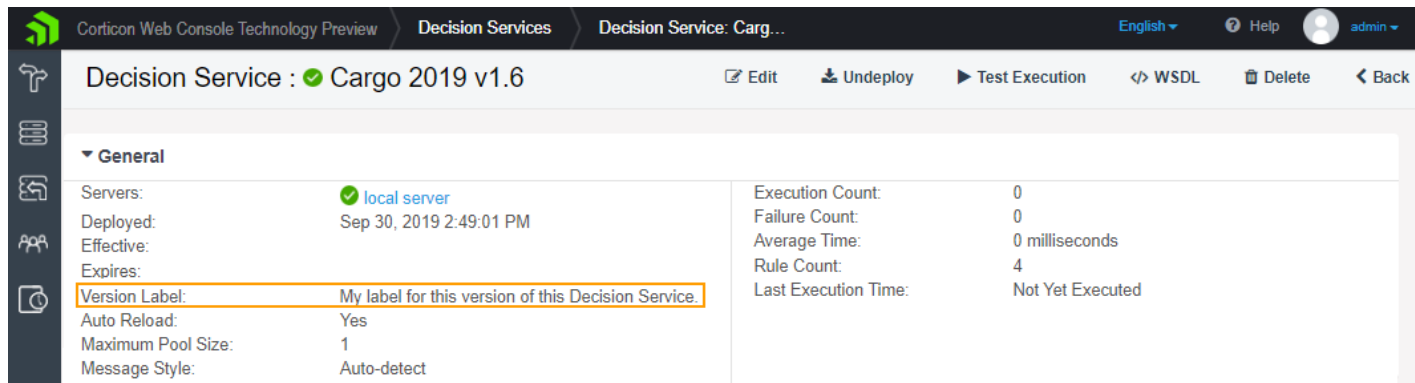 Corticon Web Console Technology Preview Decision Services Decision Service: Carg... English Help admin
Decision Service : Cargo 2019 v1.6 Edit Undeploy Test Execution </> WSDL Delete Back
General
Servers: local server
Deployed: Sep 30, 2019 2:49:01 PM
Effective:
Expires:
Version Label: My label for this version of this Decision Service.
Auto Reload: Yes
Maximum Pool Size: 1
Message Style: Auto-detect
Execution Count: 0
Failure Count: 0
Average Time: 0 milliseconds
Rule Count: 4
Last Execution Time: Not Yet Executed